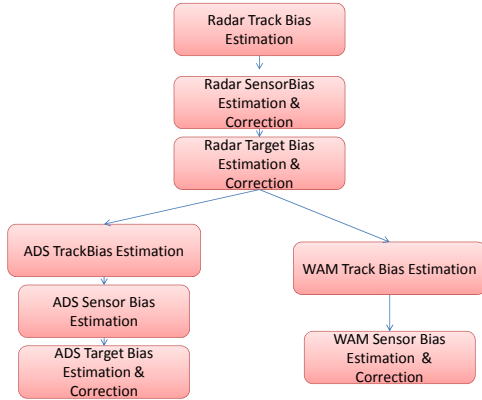 Radar Track Bias
Estimation
Radar SensorBias
Estimation &
Correction
Radar Target Bias
Estimation &
Correction
ADS TrackBias Estimation
WAM Track Bias Estimation
ADS Sensor Bias
Estimation
WAM Sensor Bias
Estimation &
Correction
ADS Target Bias
Estimation &
Correction